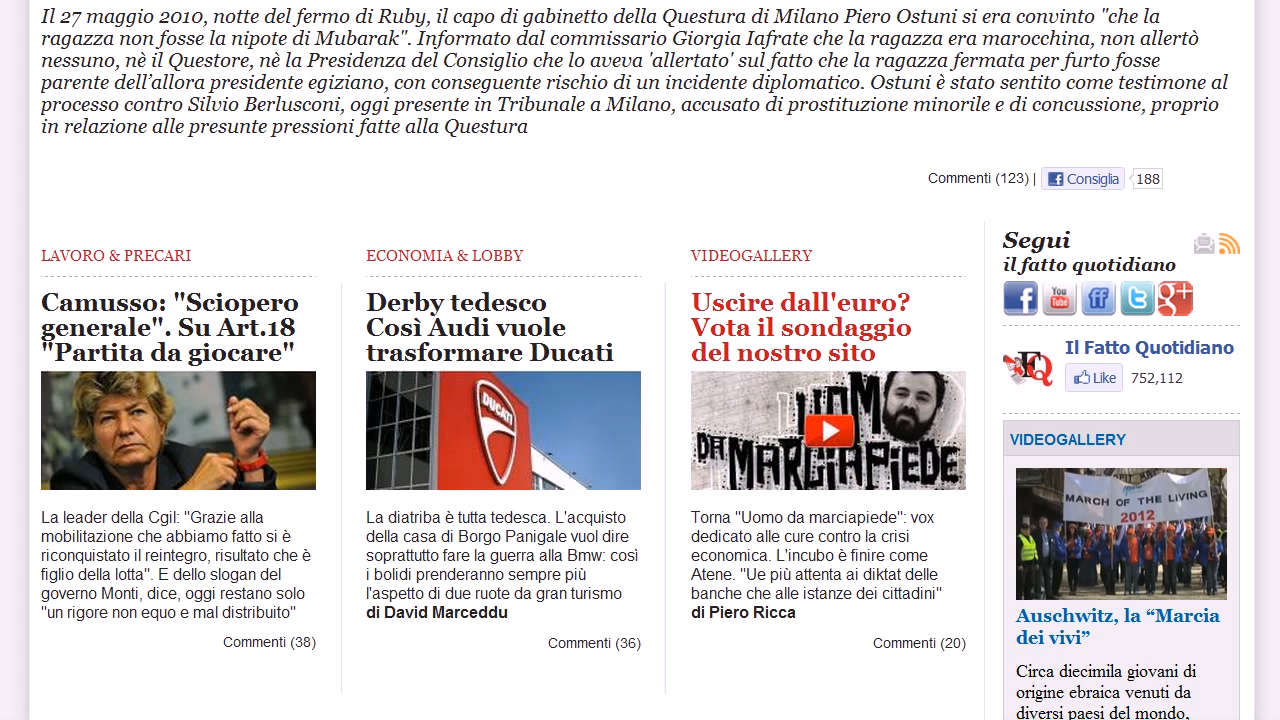 Il 27 maggio 2010, notte del fermo di Ruby, il capo di gabinetto della Questura di Milano Piero Ostuni si era convinto "che la
ragazza non fosse la nipote di Mubarak". Informato dal commissario Giorgia Iafrate che la ragazza era marocchina, non allertò
nessuno, nè il Questore, nè la Presidenza del Consiglio che lo aveva 'allertato' sul fatto che la ragazza fermata per furto fosse
parente dell'allora presidente egiziano, con conseguente rischio di un incidente diplomatico. Ostuni è stato sentito come testimone al
processo contro Silvio Berlusconi, oggi presente in Tribunale a Milano, accusato di prostituzione minorile e di concussione, proprio
in relazione alle presunte pressioni fatte alla Questura
Commenti (123) | Consiglia 188
LAVORO & PRECARI
Camusso: "Sciopero
generale". Su Art.18
"Partita da giocare"
La leader della Cgil: "Grazie alla
mobilitazione che abbiamo fatto si è
riconquistato il reintegro, risultato che è
figlio della lotta". E dello slogan del
governo Monti, dice, oggi restano solo
"un rigore non equo e mal distribuito"
Commenti (38)
ECONOMIA & LOBBY
Derby tedesco
Così Audi vuole
trasformare Ducati
DUCATI
La diatriba è tutta tedesca. L'acquisto
della casa di Borgo Panigale vuol dire
soprattutto fare la guerra alla Bmw: così
i bolidi prenderanno sempre più
l'aspetto di due ruote da gran turismo
di David Marceddu
Commenti (36)
VIDEOGALLERY
Uscire dall'euro?
Vota il sondaggio
del nostro sito
UOM
DA MARCIAPIEDE
Torna "Uomo da marciapiede": vox
dedicato alle cure contro la crisi
economica. L'incubo è finire come
Atene. "Ue più attenta ai diktat delle
banche che alle istanze dei cittadini"
di Piero Ricca
Commenti (20)
Segui
il fatto quotidiano
f You Tube ff t g+
FQ
Il Fatto Quotidiano
Like 752,112
VIDEOGALLERY
MARCH OF THE LIVING
2012
Auschwitz, la “Marcia
dei vivi”
Circa diecimila giovani di
origine ebraica venuti da
diversi paesi del mondo,